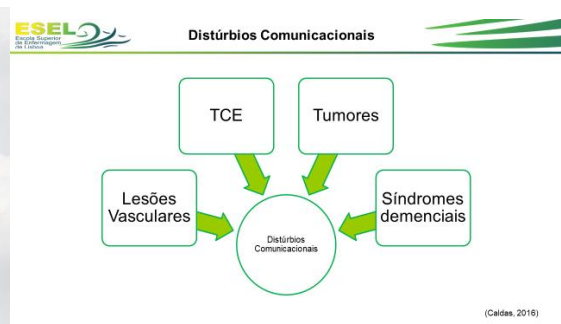 ESEL
Escola Superior
de Enfermagem
de Lisboa
Distúrbios Comunicacionais
TCE
Tumores
Lesões
Vasculares
Síndromes
demenciais
Distúrbios
Comunicacionais
(Caldas, 2016)